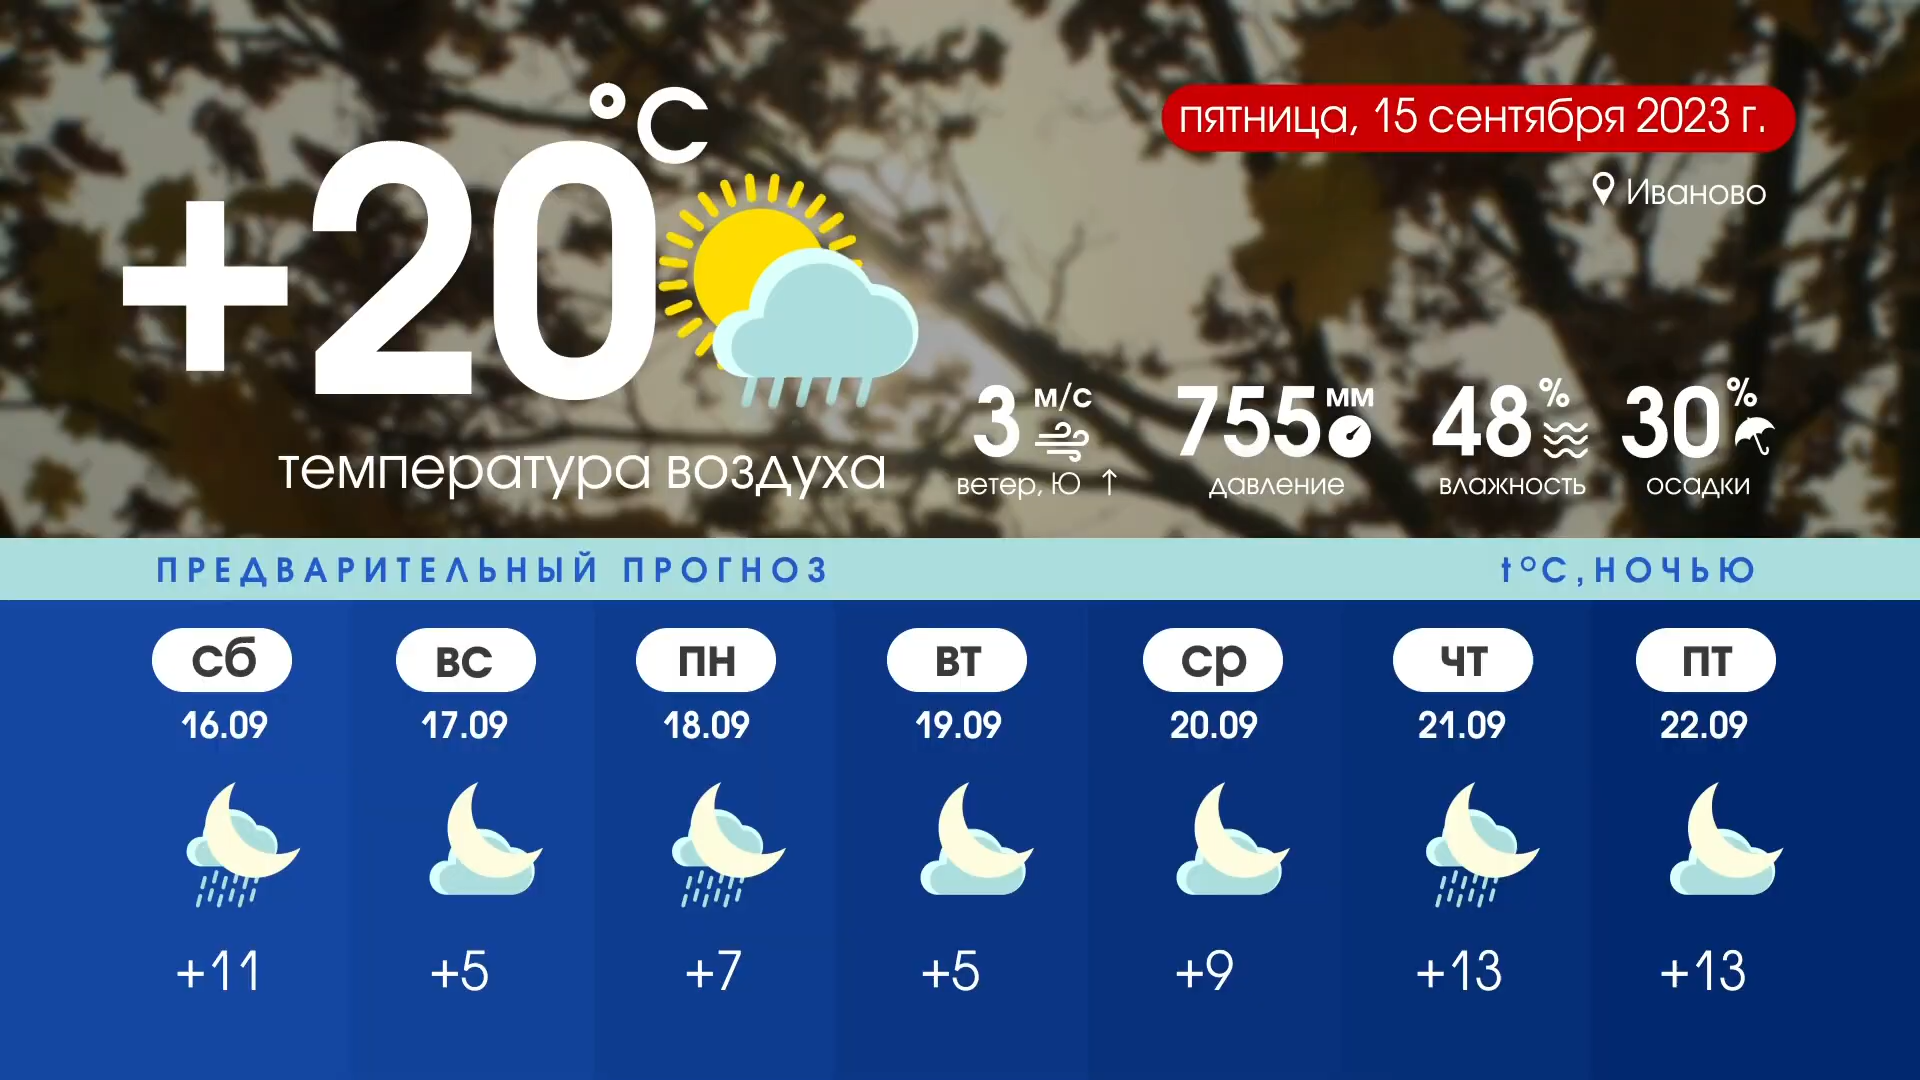 пятница, 15 сентября 2023 г.
Иваново
+20°C
температура воздуха
3 м/с
ветер, Ю ↑
755 мм
давление
48 %
влажность
30 %
осадки
ПРЕДВАРИТЕЛЬНЫЙ ПРОГНОЗ
t°C, НОЧЬЮ
сб вс пн вт ср чт пт
16.09 17.09 18.09 19.09 20.09 21.09 22.09
+11 +5 +7 +5 +9 +13 +13